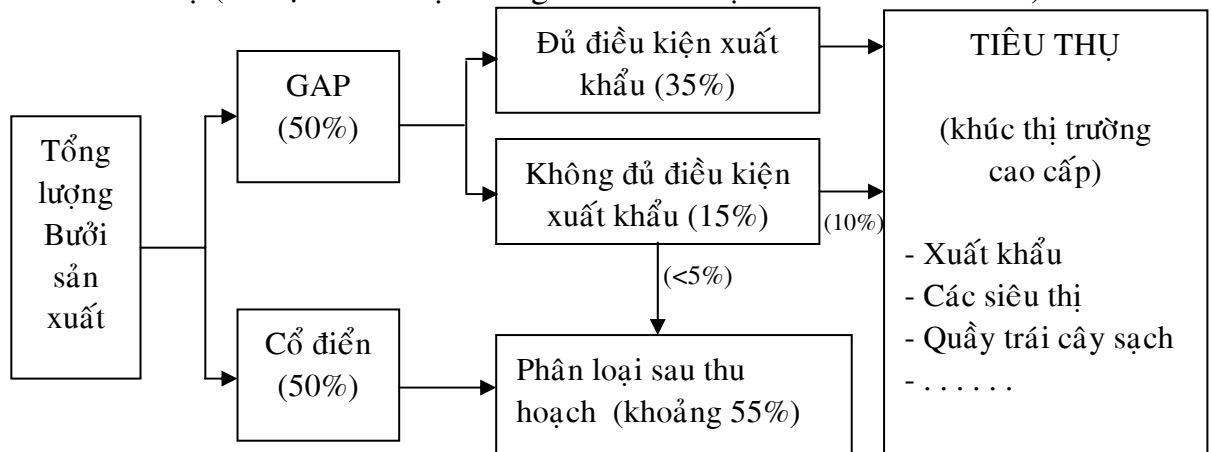 Đủ điều kiện xuất
khẩu (35%)
TIÊU THỤ
(khúc thị trường
cao cấp)
- Xuất khẩu
- Các siêu thị
- Quầy trái cây sạch
- . . . . . .
GAP
(50%)
Tổng
lượng
Bưởi
sản
xuất
Không đủ điều kiện
xuất khẩu (15%)
(10%)
(<5%)
Cổ điển
(50%)
Phân loại sau thu
hoạch (khoảng 55%)